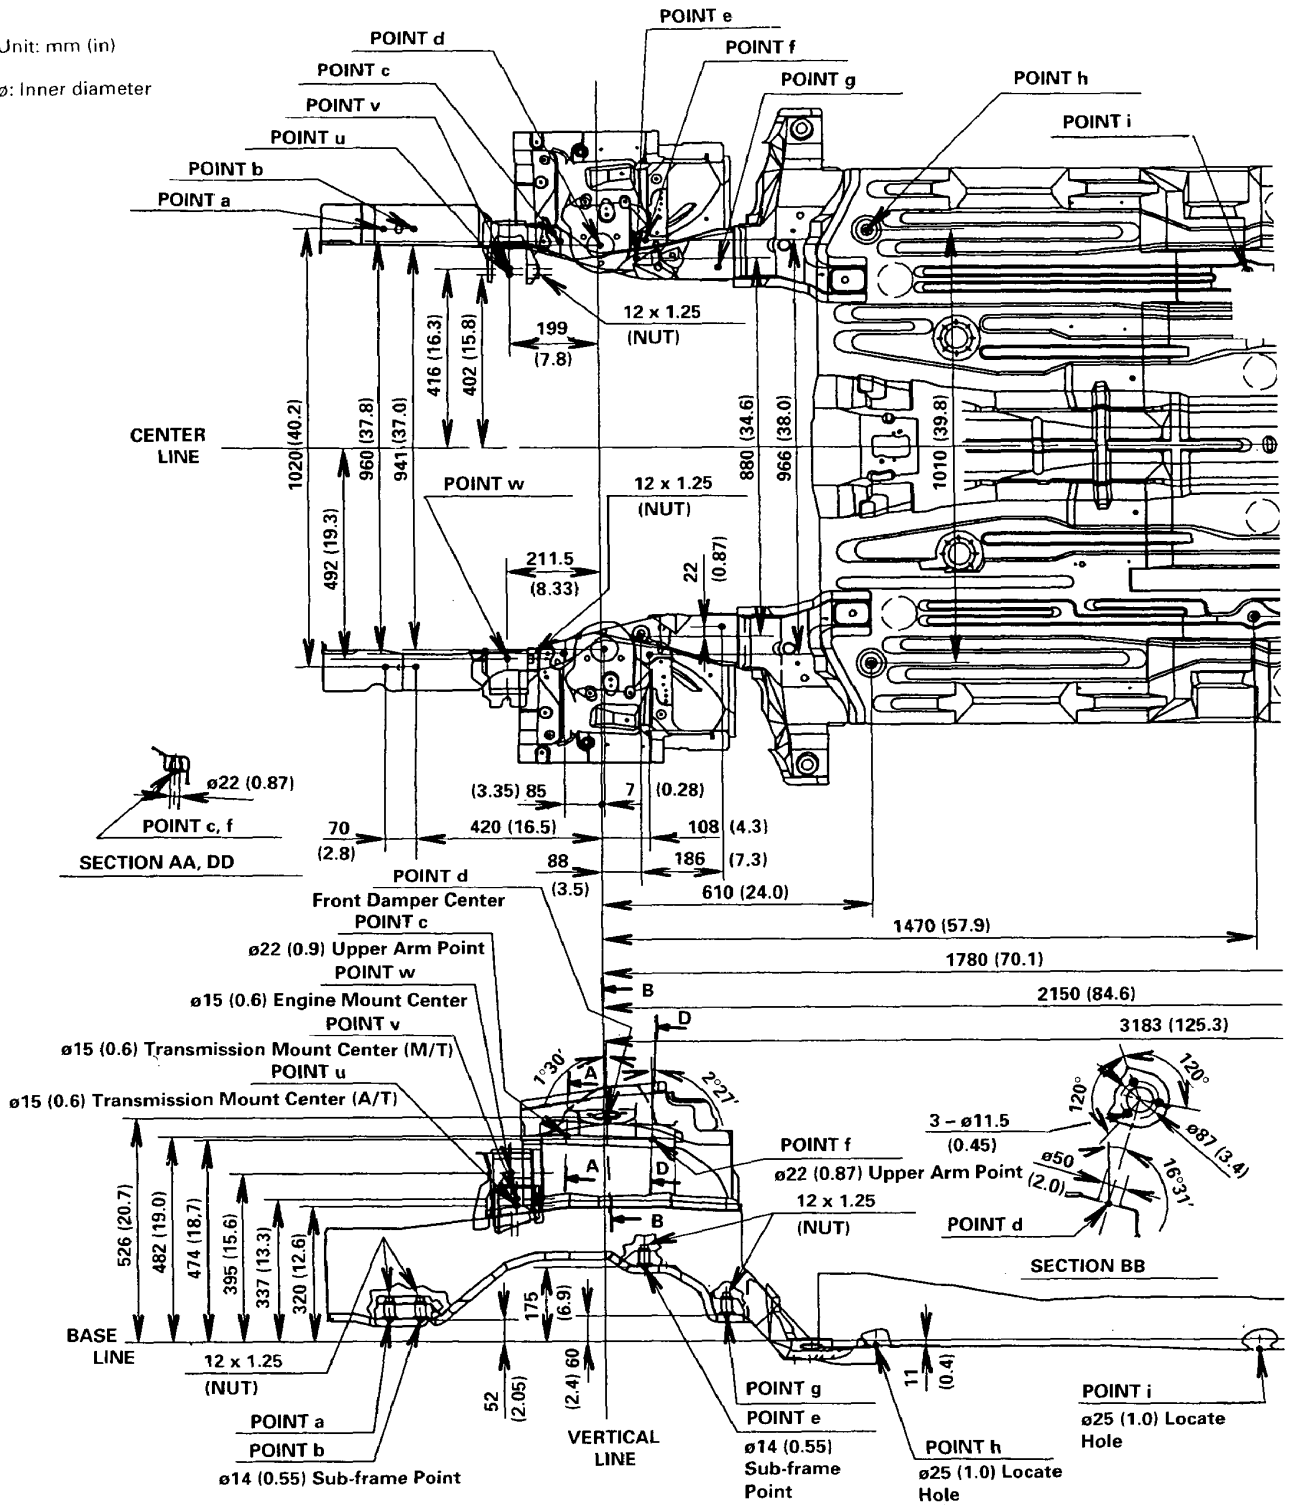 Unit: mm (in)
ø: Inner diameter
POINT e
POINT d
POINT f
POINT c
POINT g
POINT h
POINT v
POINT i
POINT u
POINT b
POINT a
12 x 1.25
(NUT)
199
(7.8)
416 (16.3)
402 (15.8)
1020 (40.2)
960 (37.8)
941 (37.0)
880 (34.6)
966 (38.0)
1010 (39.8)
CENTER
LINE
492 (19.3)
POINT w
12 x 1.25
(NUT)
211.5
(8.33)
22
(0.87)
ø22 (0.87)
POINT c, f
SECTION AA, DD
(3.35) 85
7
(0.28)
70
(2.8)
420 (16.5)
108 (4.3)
88
(3.5)
186
(7.3)
610 (24.0)
1470 (57.9)
1780 (70.1)
2150 (84.6)
3183 (125.3)
POINT d
Front Damper Center
POINT c
ø22 (0.9) Upper Arm Point
POINT w
ø15 (0.6) Engine Mount Center
POINT v
ø15 (0.6) Transmission Mount Center (M/T)
POINT u
ø15 (0.6) Transmission Mount Center (A/T)
B
D
1°30′
A
2°27′
A
D
B
120°
120°
3 – ø11.5
(0.45)
ø87 (3.4)
ø50
(2.0)
16°31′
POINT d
SECTION BB
POINT f
ø22 (0.87) Upper Arm Point
12 x 1.25
(NUT)
526 (20.7)
482 (19.0)
474 (18.7)
395 (15.6)
337 (13.3)
320 (12.6)
175
(6.9)
BASE
LINE
12 x 1.25
(NUT)
52
(2.05)
(2.4) 60
11
(0.4)
POINT a
POINT b
ø14 (0.55) Sub-frame Point
VERTICAL
LINE
POINT g
POINT e
ø14 (0.55)
Sub-frame
Point
POINT h
ø25 (1.0) Locate
Hole
POINT i
ø25 (1.0) Locate
Hole